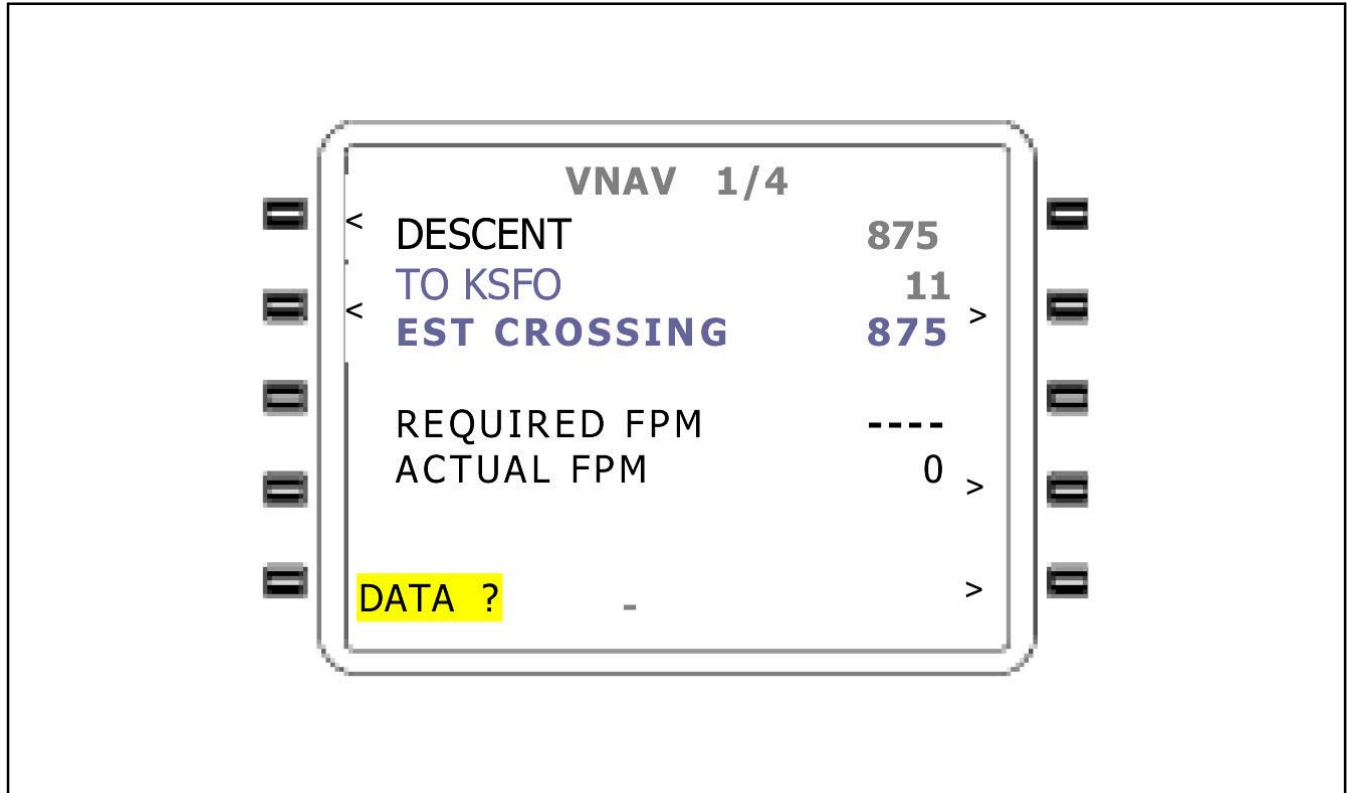 VNAV 1/4
< DESCENT 875
TO KSFO 11
< EST CROSSING 875 >
REQUIRED FPM ----
ACTUAL FPM 0 >
DATA ? - >